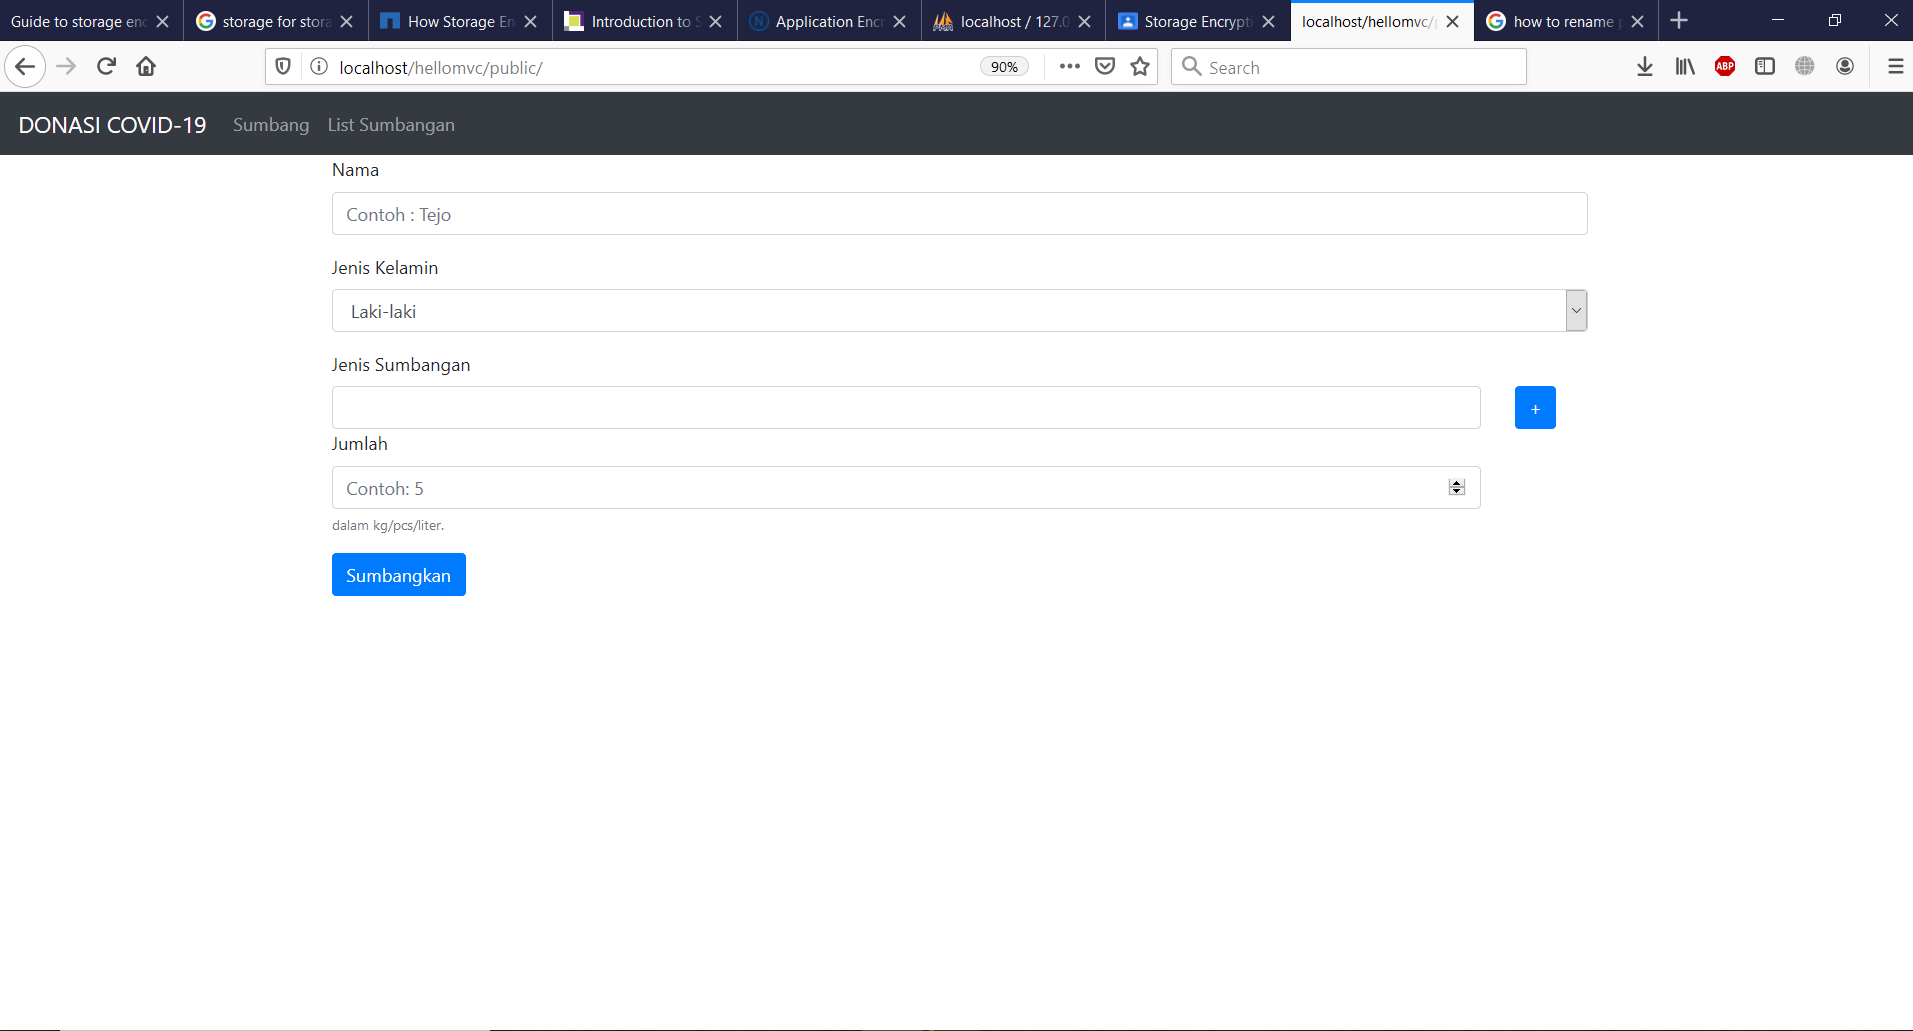 Guide to storage enc
storage for stora
How Storage En
Introduction to S
Application Encr
localhost / 127.0
Storage Encrypti
localhost/hellomvc/p
how to rename p
localhost/hellomvc/public/
90%
Search
ABP
DONASI COVID-19 Sumbang List Sumbangan
Nama
Contoh : Tejo
Jenis Kelamin
Laki-laki
Jenis Sumbangan
+
Jumlah
Contoh: 5
dalam kg/pcs/liter.
Sumbangkan